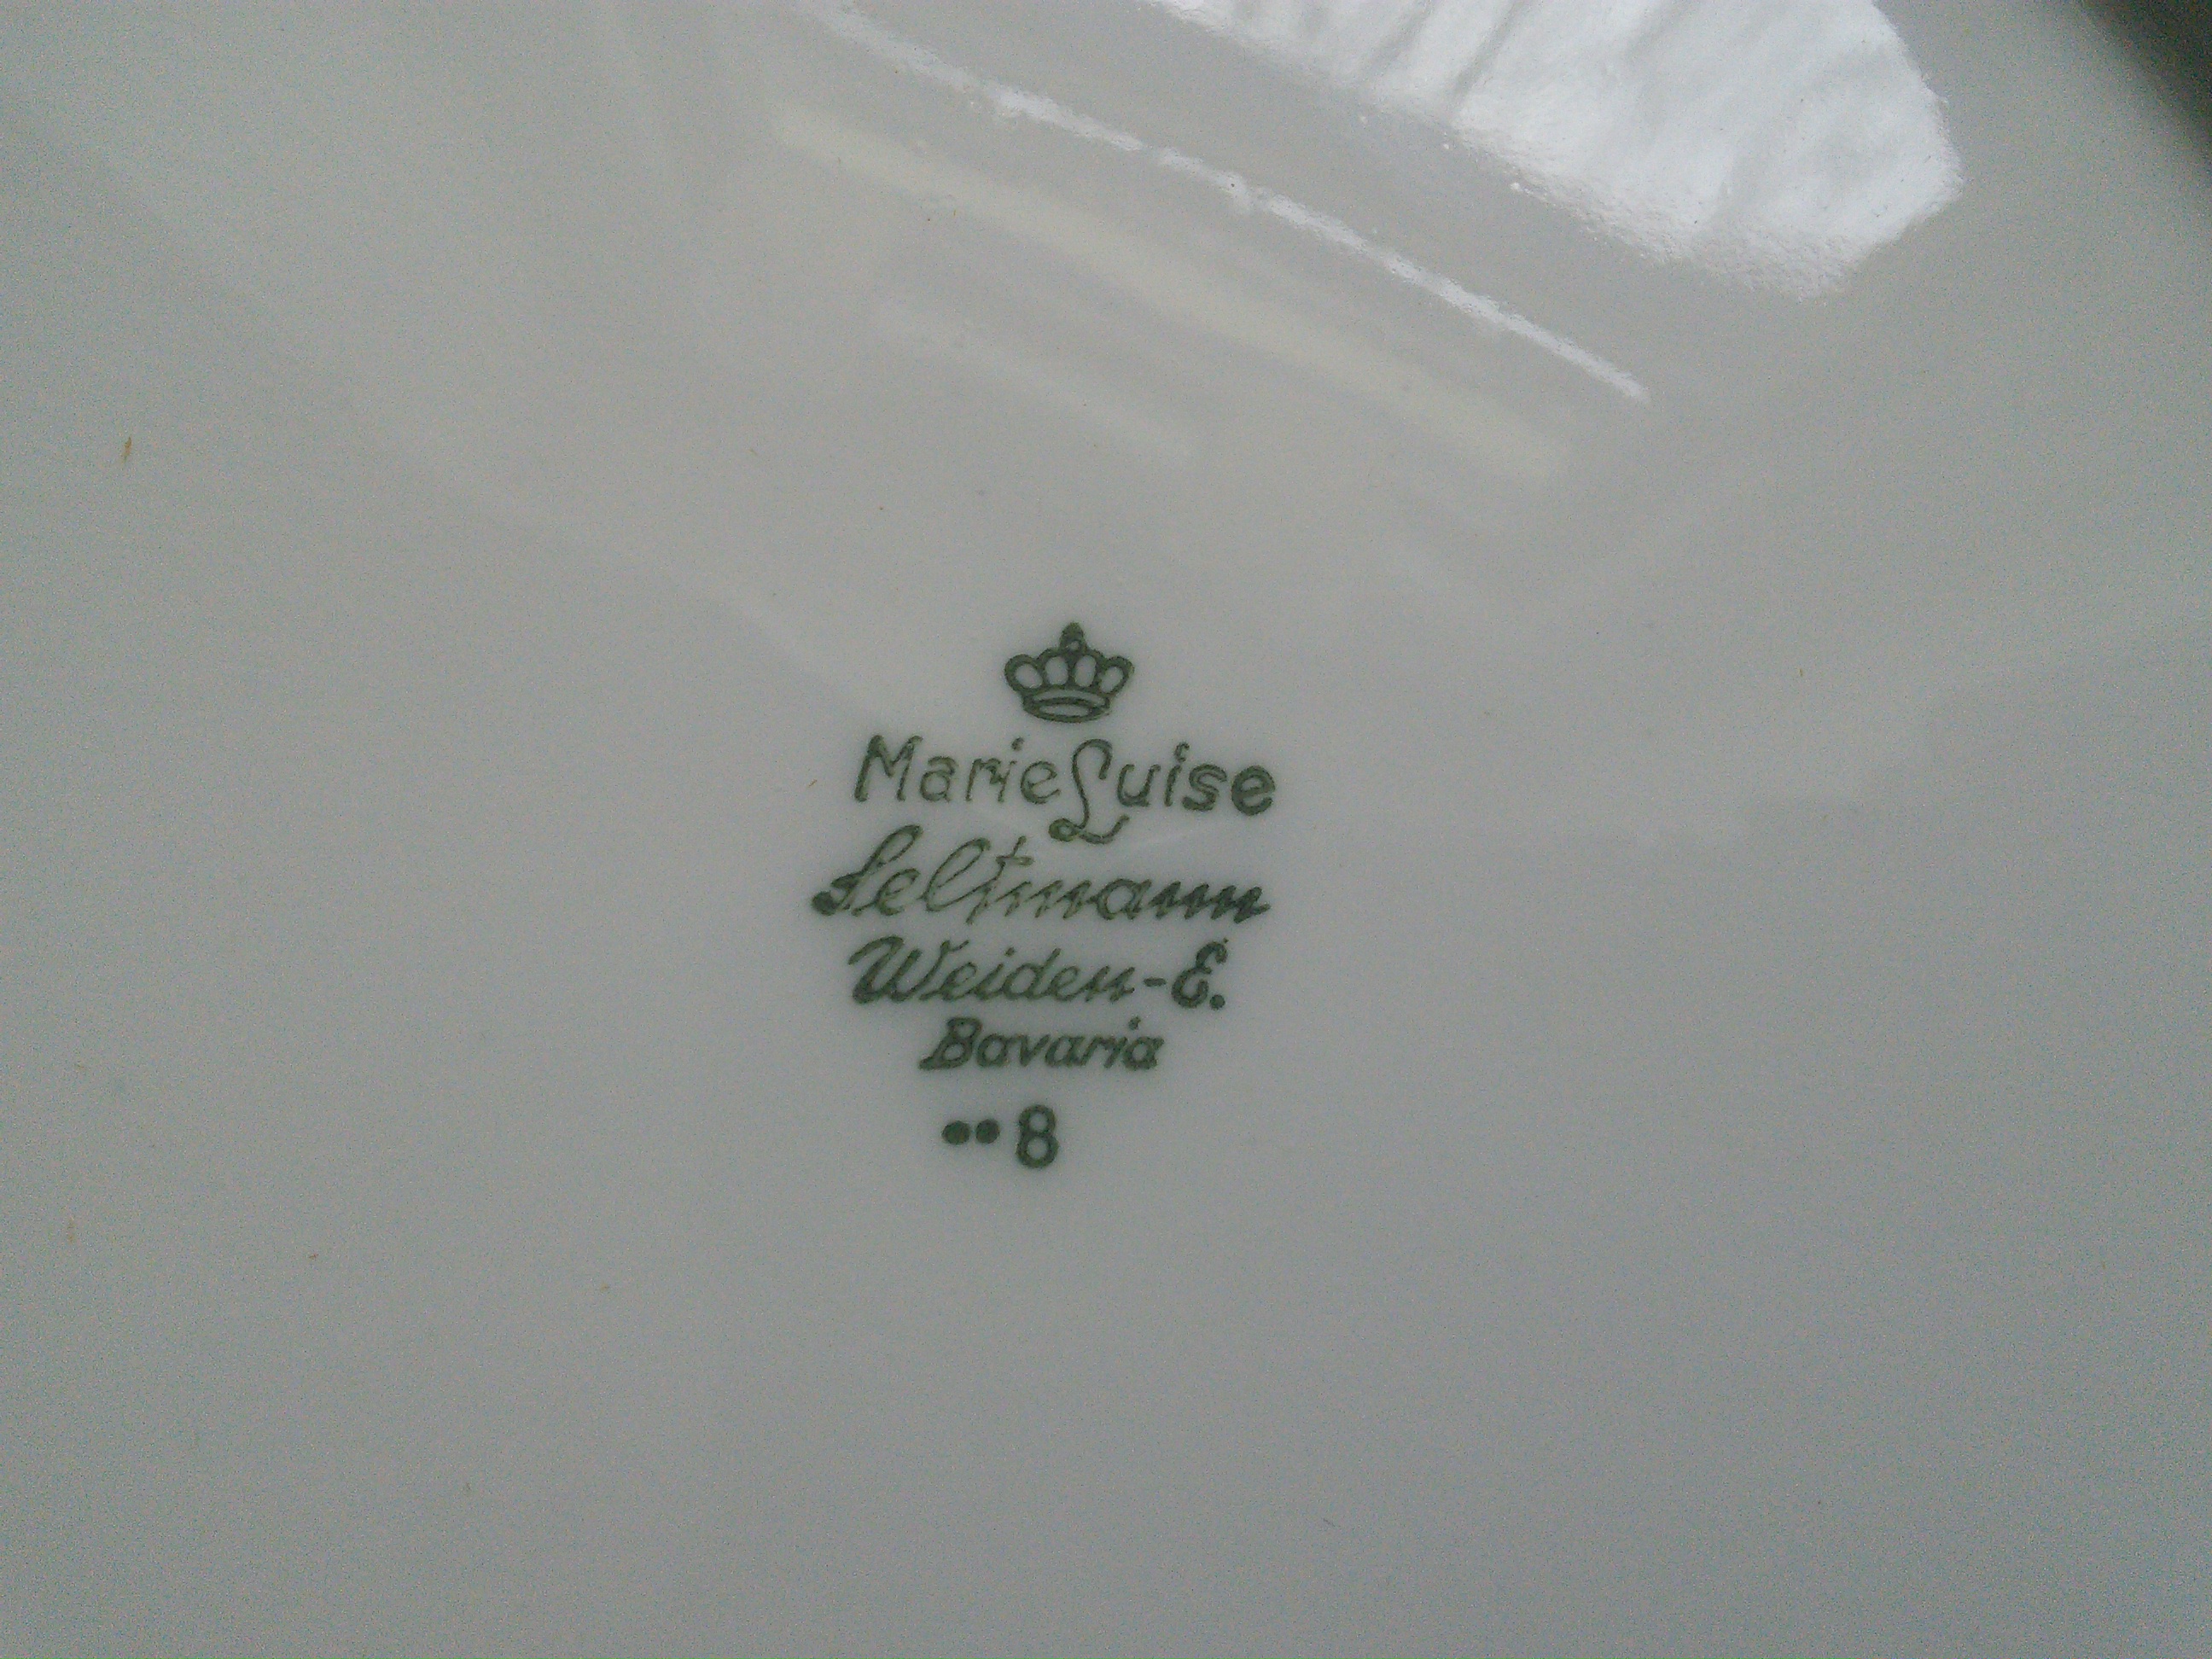 Marie Luise
Seltmann
Weiden-E.
Bavaria
••8